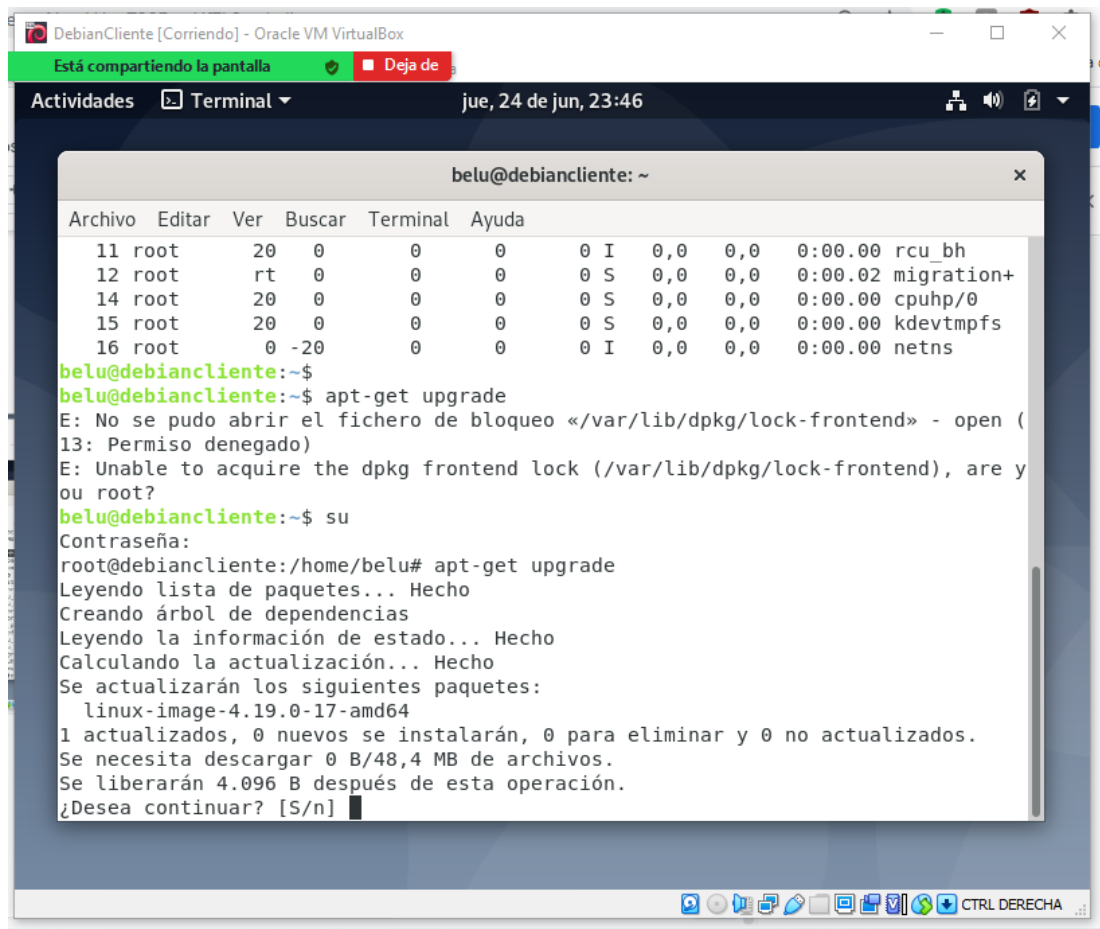 DebianCliente [Corriendo] - Oracle VM VirtualBox
Está compartiendo la pantalla Deja de
Actividades Terminal jue, 24 de jun, 23:46
belu@debiancliente: ~
Archivo Editar Ver Buscar Terminal Ayuda
11 root 20 0 0 0 0 I 0,0 0,0 0:00.00 rcu_bh
12 root rt 0 0 0 0 S 0,0 0,0 0:00.02 migration+
14 root 20 0 0 0 0 S 0,0 0,0 0:00.00 cpuhp/0
15 root 20 0 0 0 0 S 0,0 0,0 0:00.00 kdevtmpfs
16 root 0 -20 0 0 0 I 0,0 0,0 0:00.00 netns
belu@debiancliente:~$
belu@debiancliente:~$ apt-get upgrade
E: No se pudo abrir el fichero de bloqueo «/var/lib/dpkg/lock-frontend» - open (
13: Permiso denegado)
E: Unable to acquire the dpkg frontend lock (/var/lib/dpkg/lock-frontend), are y
ou root?
belu@debiancliente:~$ su
Contraseña:
root@debiancliente:/home/belu# apt-get upgrade
Leyendo lista de paquetes... Hecho
Creando árbol de dependencias
Leyendo la información de estado... Hecho
Calculando la actualización... Hecho
Se actualizarán los siguientes paquetes:
linux-image-4.19.0-17-amd64
1 actualizados, 0 nuevos se instalarán, 0 para eliminar y 0 no actualizados.
Se necesita descargar 0 B/48,4 MB de archivos.
Se liberarán 4.096 B después de esta operación.
¿Desea continuar? [S/n]
CTRL DERECHA